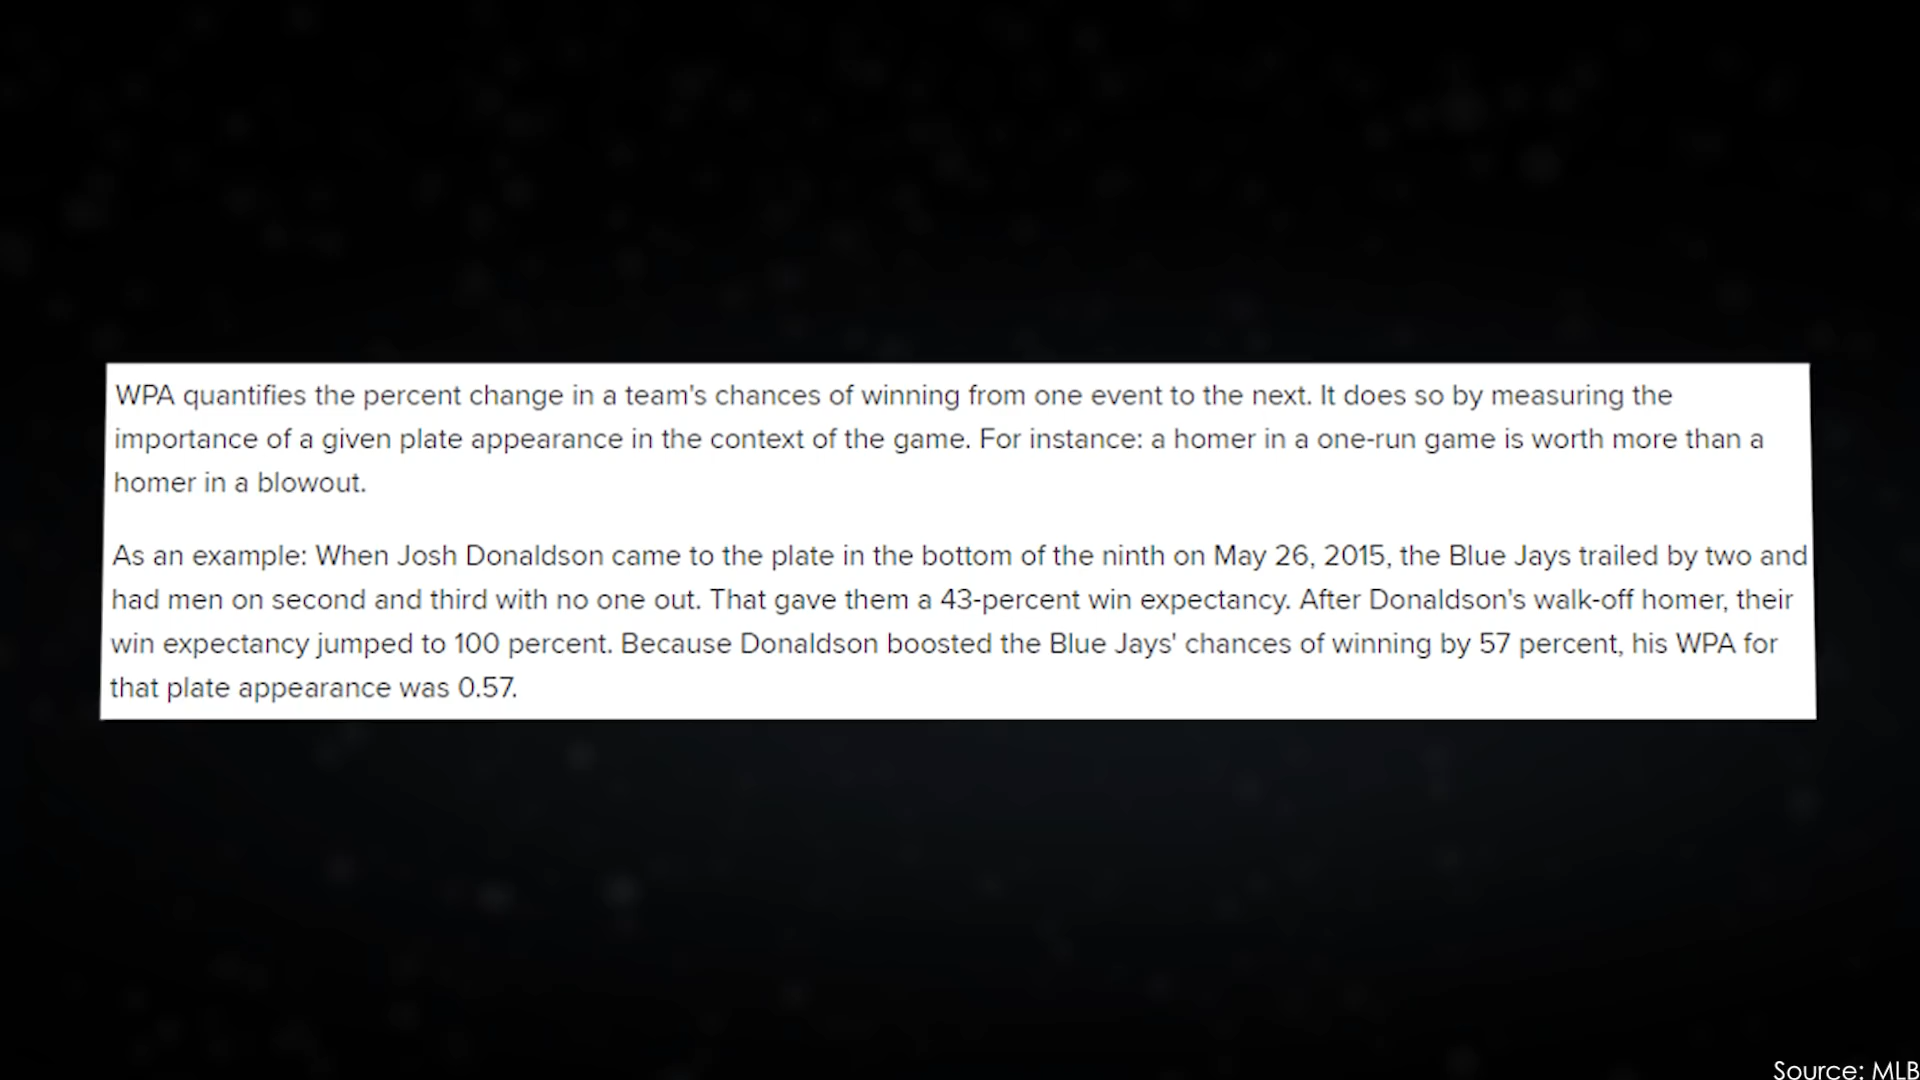 WPA quantifies the percent change in a team's chances of winning from one event to the next. It does so by measuring the
importance of a given plate appearance in the context of the game. For instance: a homer in a one-run game is worth more than a
homer in a blowout.
As an example: When Josh Donaldson came to the plate in the bottom of the ninth on May 26, 2015, the Blue Jays trailed by two and
had men on second and third with no one out. That gave them a 43-percent win expectancy. After Donaldson's walk-off homer, their
win expectancy jumped to 100 percent. Because Donaldson boosted the Blue Jays' chances of winning by 57 percent, his WPA for
that plate appearance was 0.57.
Source: MLB